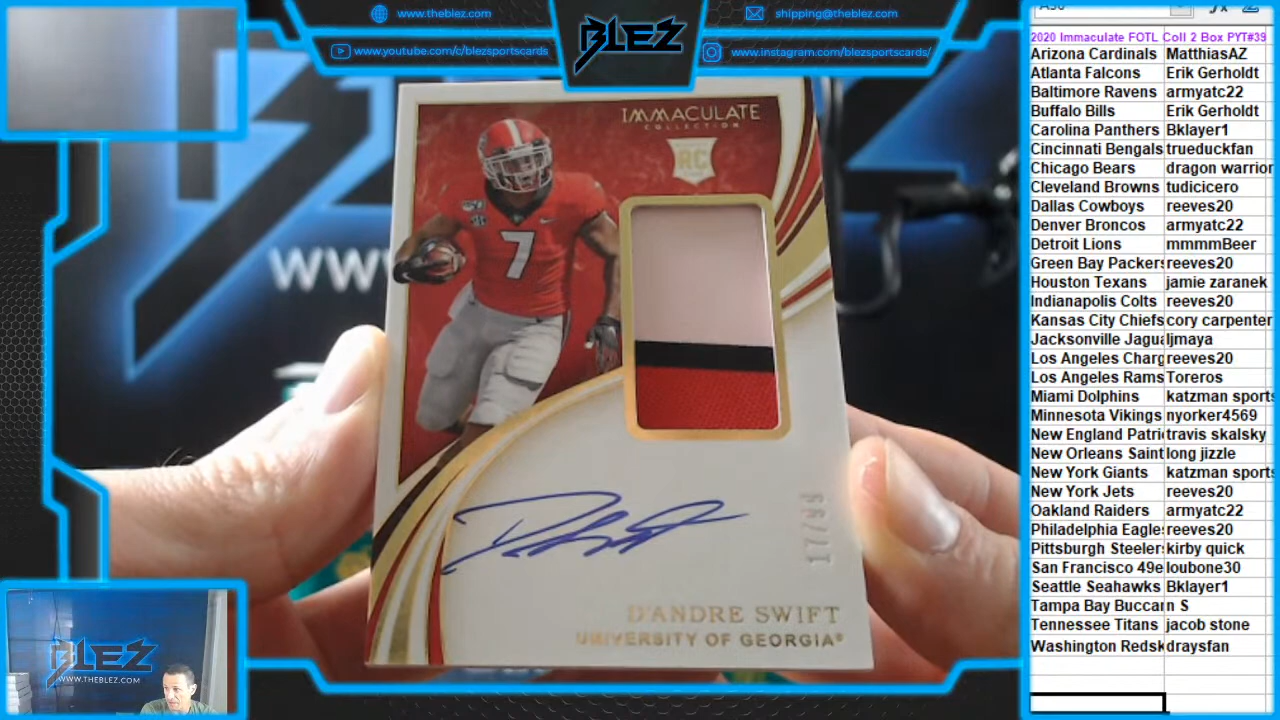 www.theblez.com
shipping@theblez.com
www.youtube.com/c/blezsportscards
www.instagram.com/blezsportscards/
BLEZ
IMMACULATE
COLLECTION
RC
7
17/99
D'ANDRE SWIFT
UNIVERSITY OF GEORGIA®
WWW
BLEZ
WWW.THEBLEZ.COM
2020 Immaculate FOTL Coll 2 Box PYT#39
Arizona Cardinals MatthiasAZ
Atlanta Falcons Erik Gerholdt
Baltimore Ravens armyatc22
Buffalo Bills Erik Gerholdt
Carolina Panthers Bklayer1
Cincinnati Bengals trueduckfan
Chicago Bears dragon warrior
Cleveland Browns tudicicero
Dallas Cowboys reeves20
Denver Broncos armyatc22
Detroit Lions mmmmBeer
Green Bay Packers reeves20
Houston Texans jamie zaranek
Indianapolis Colts reeves20
Kansas City Chiefs cory carpenter
Jacksonville Jagua ljmaya
Los Angeles Charg reeves20
Los Angeles Rams Toreros
Miami Dolphins katzman sports
Minnesota Vikings nyorker4569
New England Patri travis skalsky
New Orleans Saint long jizzle
New York Giants katzman sports
New York Jets reeves20
Oakland Raiders armyatc22
Philadelphia Eagle reeves20
Pittsburgh Steeler kirby quick
San Francisco 49e loubone30
Seattle Seahawks Bklayer1
Tampa Bay Buccan n S
Tennessee Titans jacob stone
Washington Redsk draysfan